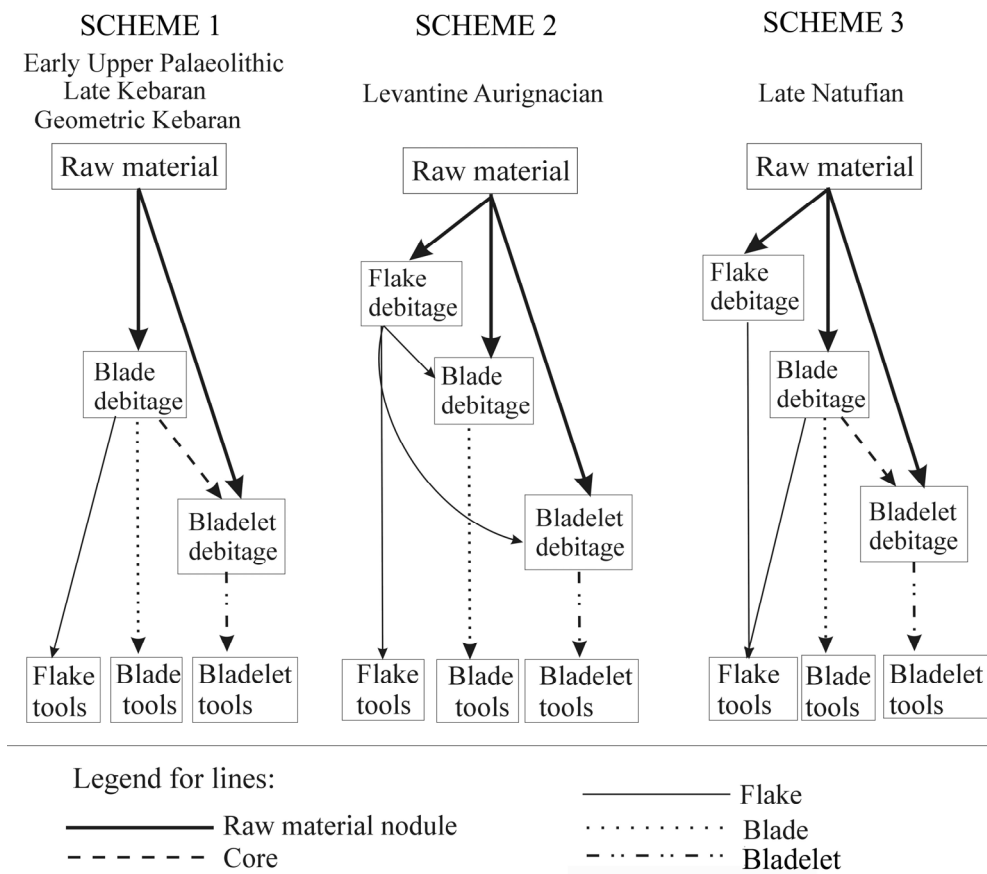 SCHEME 1
Early Upper Palaeolithic
Late Kebaran
Geometric Kebaran
Raw material
Blade
debitage
Bladelet
debitage
Flake
tools
Blade
tools
Bladelet
tools
SCHEME 2
Levantine Aurignacian
Raw material
Flake
debitage
Blade
debitage
Bladelet
debitage
Flake
tools
Blade
tools
Bladelet
tools
SCHEME 3
Late Natufian
Raw material
Flake
debitage
Blade
debitage
Bladelet
debitage
Flake
tools
Blade
tools
Bladelet
tools
Legend for lines:
Raw material nodule
Core
Flake
Blade
Bladelet